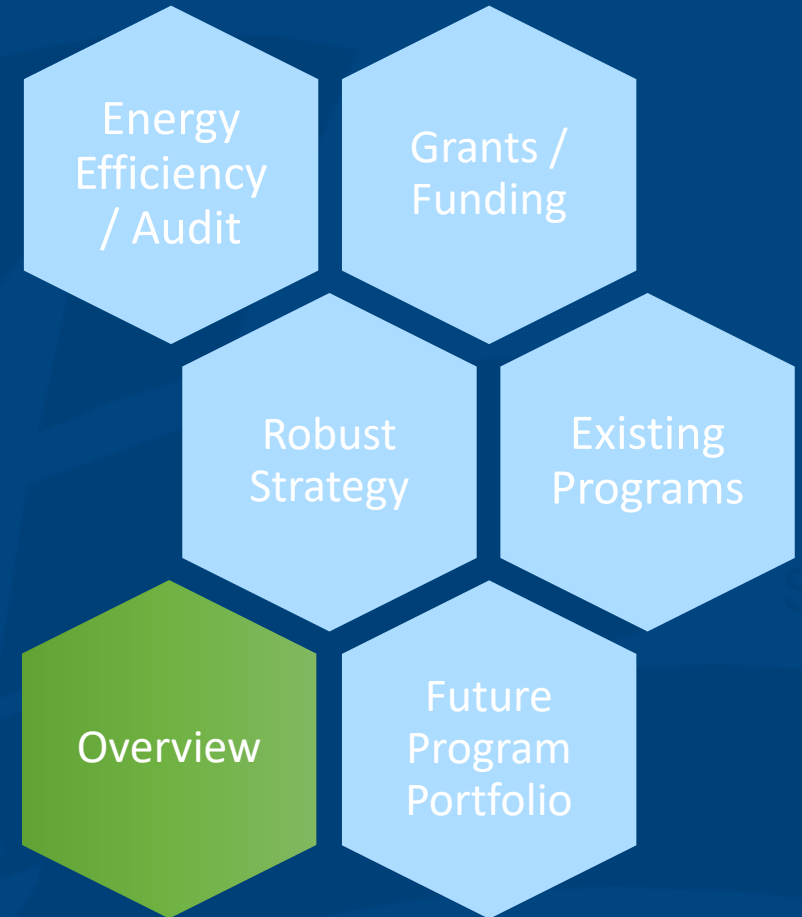 Energy
Efficiency
/ Audit
Grants /
Funding
Robust
Strategy
Existing
Programs
Overview
Future
Program
Portfolio